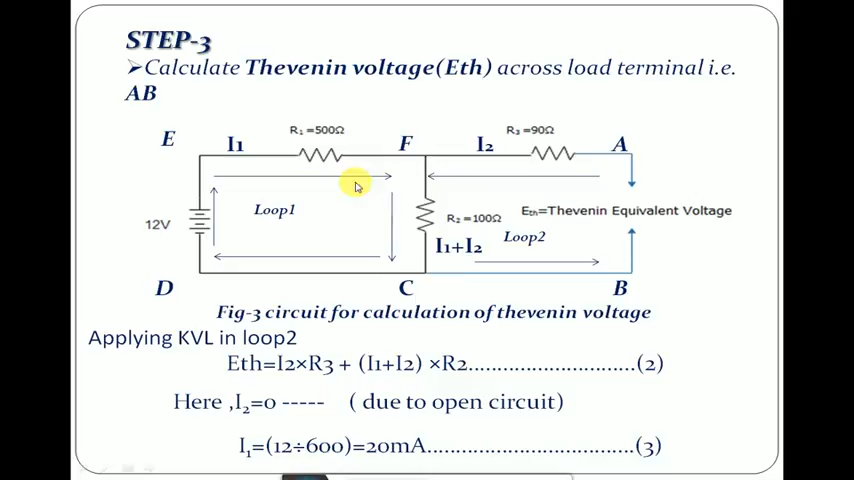 STEP-3
➢Calculate Thevenin voltage(Eth) across load terminal i.e.
AB
R₁ =500Ω
R₃ =90Ω
E
I1
F
I2
A
Loop1
12V
R₂ =100Ω
Eₜₕ=Thevenin Equivalent Voltage
I1+I2
Loop2
D
C
B
Fig-3 circuit for calculation of thevenin voltage
Applying KVL in loop2
Eth=I2×R3 + (I1+I2) ×R2.............................(2)
Here ,I₂=0 ----- ( due to open circuit)
I₁=(12÷600)=20mA....................................(3)